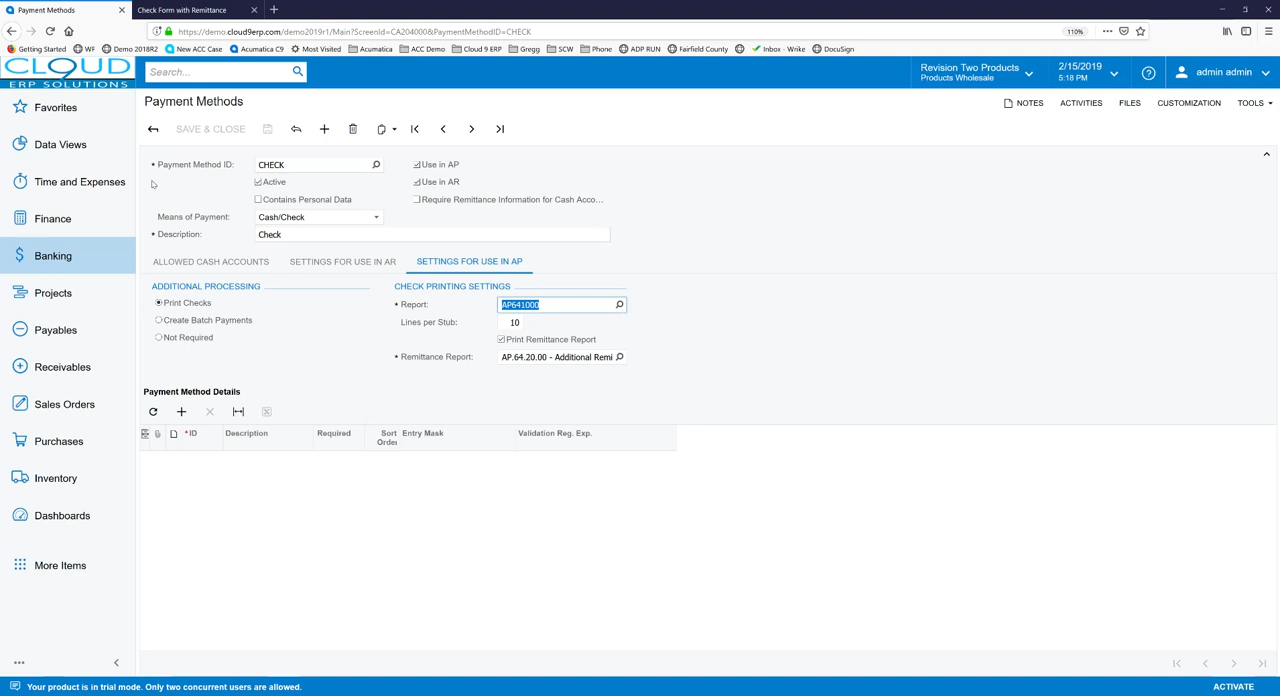 Payment Methods
Check Form with Remittance
https://demo.cloud9erp.com/demo2019r1/Main?ScreenId=CA204000&PaymentMethodID=CHECK
110%
Getting Started
WF
Demo 2018R2
New ACC Case
Acumatica C9
Most Visited
Acumatica
ACC Demo
Cloud 9 ERP
Gregg
SCW
Phone
ADP RUN
Fairfield County
Inbox - Wrike
DocuSign
CLOUD
ERP SOLUTIONS
Search...
Revision Two Products
Products Wholesale
2/15/2019
5:18 PM
admin admin
Favorites
Data Views
Time and Expenses
Finance
Banking
Projects
Payables
Receivables
Sales Orders
Purchases
Inventory
Dashboards
More Items
Payment Methods
NOTES ACTIVITIES FILES CUSTOMIZATION TOOLS
SAVE & CLOSE
* Payment Method ID: CHECK
Active
Contains Personal Data
Means of Payment: Cash/Check
* Description: Check
Use in AP
Use in AR
Require Remittance Information for Cash Acco...
ALLOWED CASH ACCOUNTS SETTINGS FOR USE IN AR SETTINGS FOR USE IN AP
ADDITIONAL PROCESSING
Print Checks
Create Batch Payments
Not Required
CHECK PRINTING SETTINGS
* Report: AP641000
Lines per Stub: 10
Print Remittance Report
* Remittance Report: AP.64.20.00 - Additional Remi
Payment Method Details
* ID Description Required Sort Order Entry Mask Validation Reg. Exp.
Your product is in trial mode. Only two concurrent users are allowed.
ACTIVATE